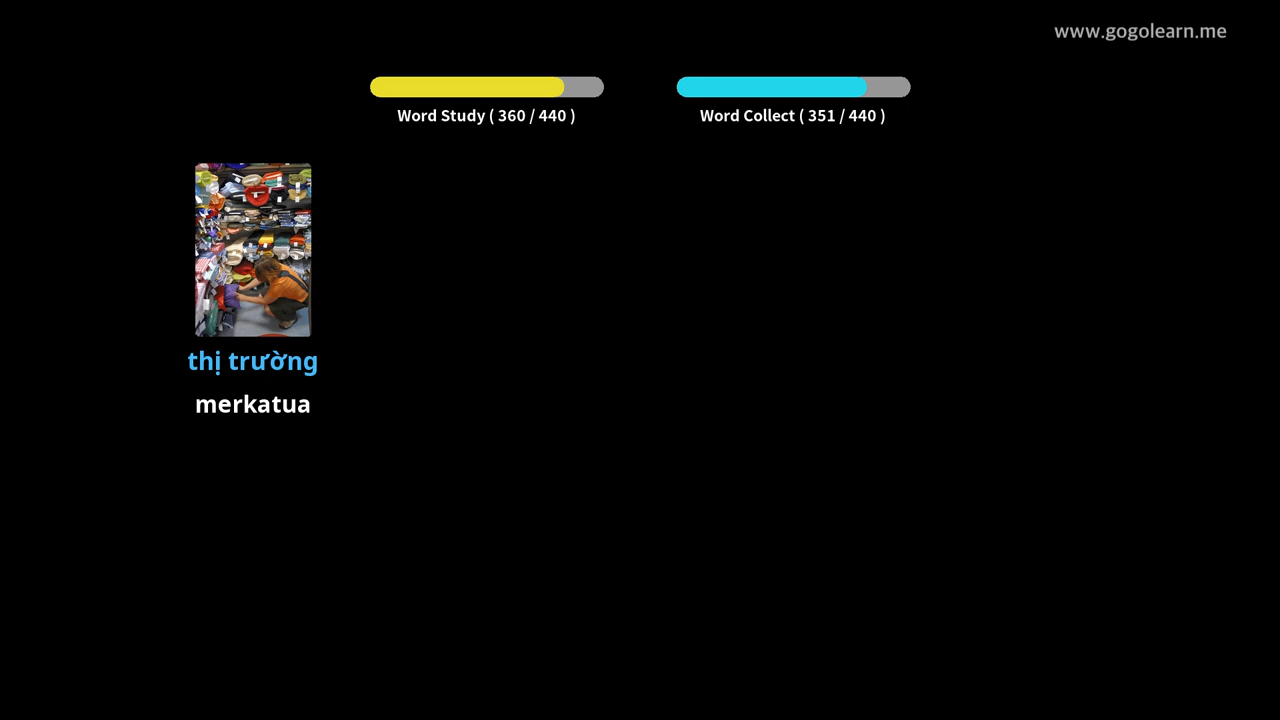 www.gogolearn.me
Word Study ( 360 / 440 )
Word Collect ( 351 / 440 )
thị trường
merkatua